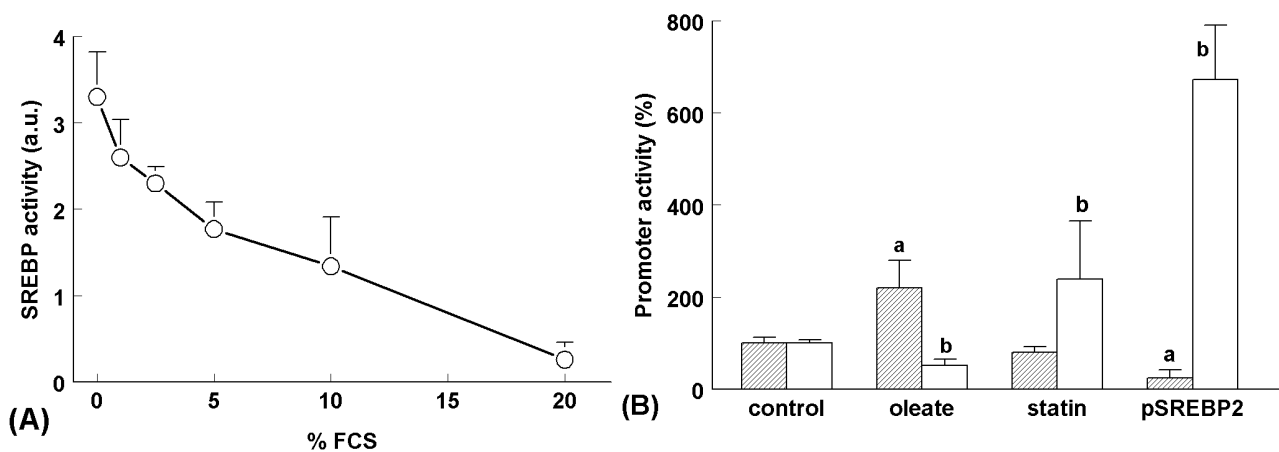 4
3
2
1
0
SREBP activity (a.u.)
0
5
10
15
20
% FCS
(A)
800
600
400
200
0
Promoter activity (%)
a
b
b
a
b
control
oleate
statin
pSREBP2
(B)